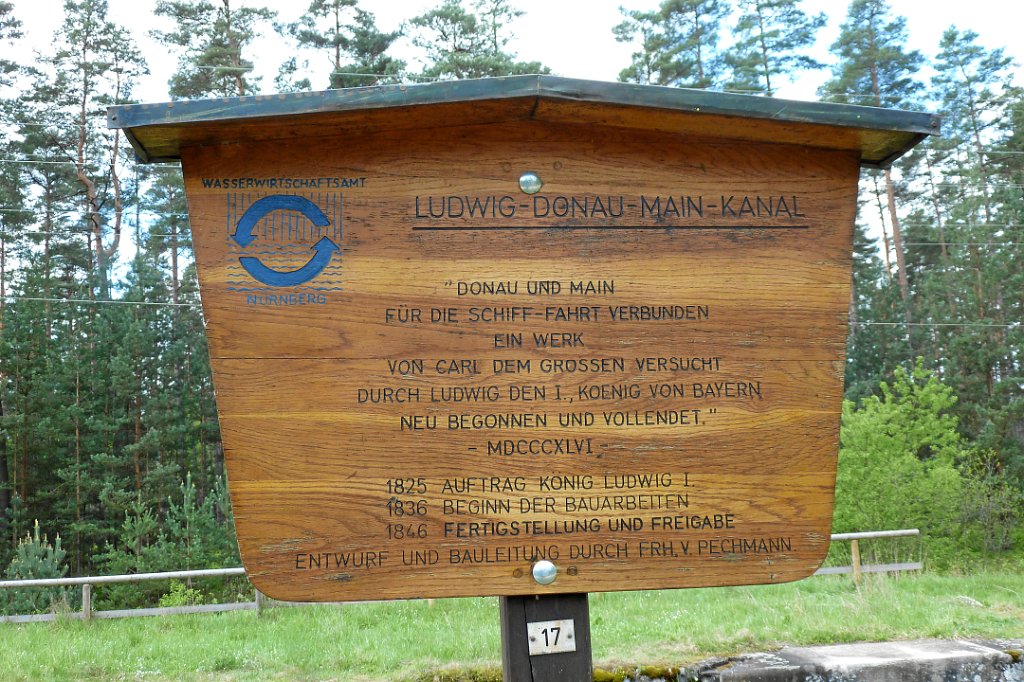 WASSERWIRTSCHAFTSAMT
NÜRNBERG
LUDWIG-DONAU-MAIN-KANAL
"DONAU UND MAIN
FÜR DIE SCHIFF-FAHRT VERBUNDEN
EIN WERK
VON CARL DEM GROSSEN VERSUCHT
DURCH LUDWIG DEN I., KOENIG VON BAYERN
NEU BEGONNEN UND VOLLENDET."
- MDCCCXLVI -
1825 AUFTRAG KÖNIG LUDWIG I.
1836 BEGINN DER BAUARBEITEN
1846 FERTIGSTELLUNG UND FREIGABE
ENTWURF UND BAULEITUNG DURCH FRH. V. PECHMANN.
17